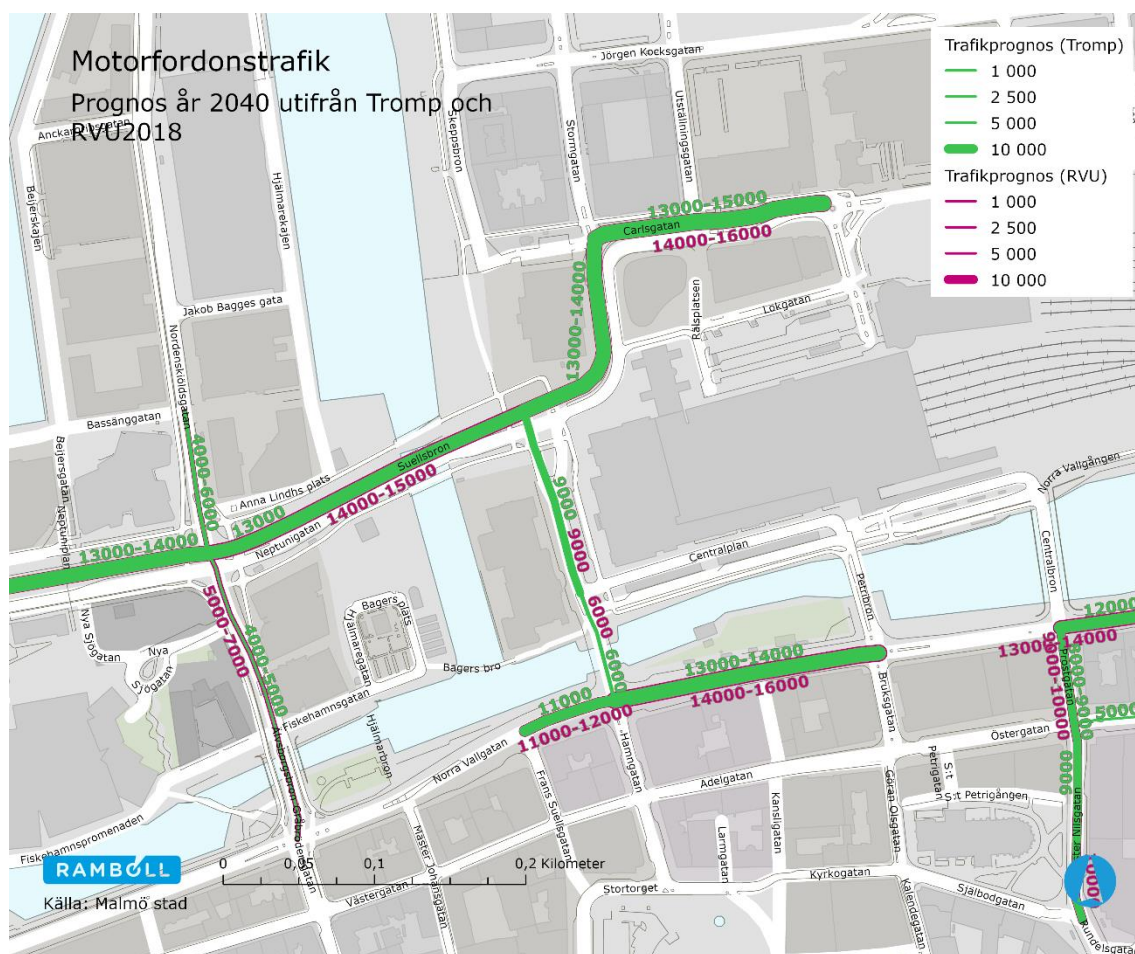 Motorfordonstrafik
Prognos år 2040 utifrån Tromp och
RVU2018
Trafikprognos (Tromp)
1 000
2 500
5 000
10 000
Trafikprognos (RVU)
1 000
2 500
5 000
10 000
Jörgen Kocksgatan
Beijerskajen
Hjälmarekajen
Skeppsbron
Stormgatan
Utställningsgatan
13000-15000
Carlsgatan
14000-16000
13000-14000
Jakob Bagges gata
Nordenskiöldsgatan
Rälsplatsen
Lokgatan
Bassänggatan
Beijersgatan
Neptuniplan
4000-6000
Anna Lindhs plats
Suellsbron
14000-15000
13000
13000-14000
Neptunigatan
9000
9000
6000
6000
Norra Vallgången
Centralplan
Centralbron
Petribron
5000-7000
4000-5000
Nya Sjögatan
Nya
Sjögatan
Bagers plats
Hjälmaregatan
Bagers bro
Fiskehamnsgatan
Hjälmarbron
Älvsborgsbron
Gråbrödersgatan
13000-14000
14000-16000
11000
11000-12000
12000
13000-14000
Prostgatan
9000-10000
8000-9000
5000
9000
Norra Vallgatan
Hamngatan
Bruksgatan
Östergatan
Adelgatan
Frans Suellsgatan
Kansligatan
Göran Olsgatan
S:t
Petrigatan
S:t Petrigången
Larmgatan
Mäster Johansgatan
Fiskehamnspromenaden
Västergatan
Stortorget
Kyrkogatan
Kalendegatan
Själbodgatan
Rundelsgatan
RAMBOLL
0
0,05
0,1
0,2 Kilometer
Källa: Malmö stad